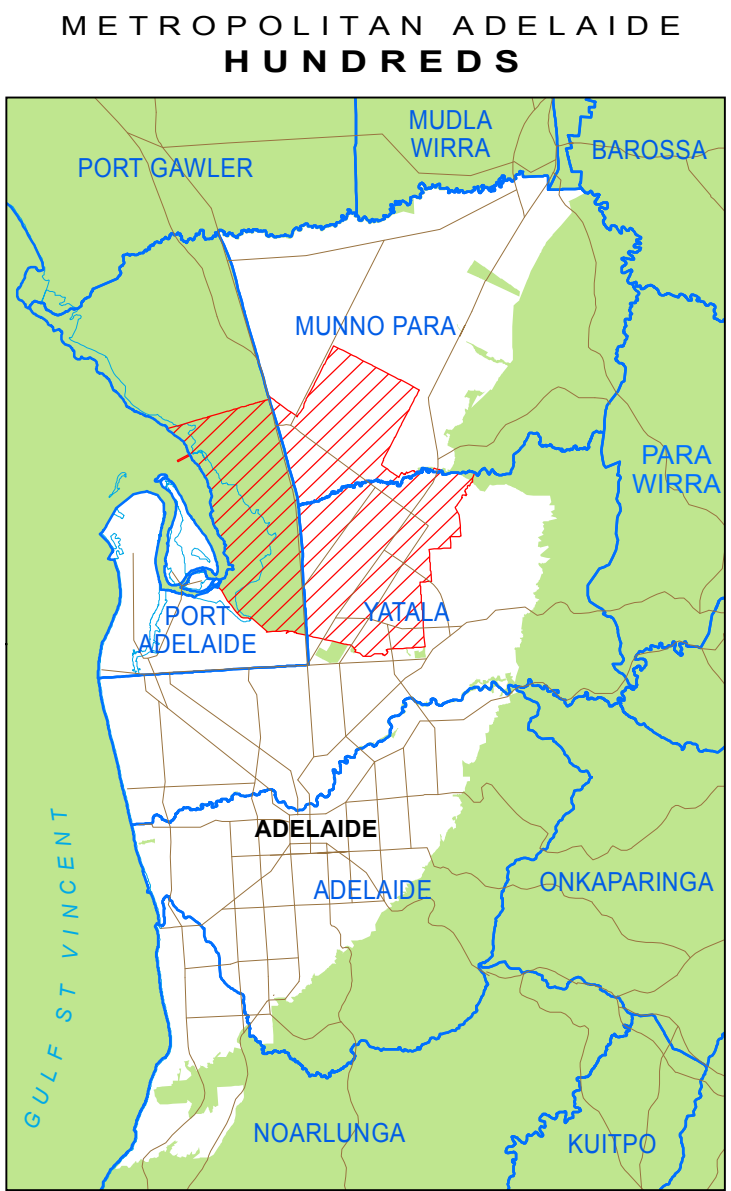 METROPOLITAN ADELAIDE
HUNDREDS
MUDLA
WIRRA
BAROSSA
PORT GAWLER
MUNNO PARA
PARA
WIRRA
PORT
ADELAIDE
YATALA
ADELAIDE
ADELAIDE
ONKAPARINGA
GULF ST VINCENT
NOARLUNGA
KUITPO